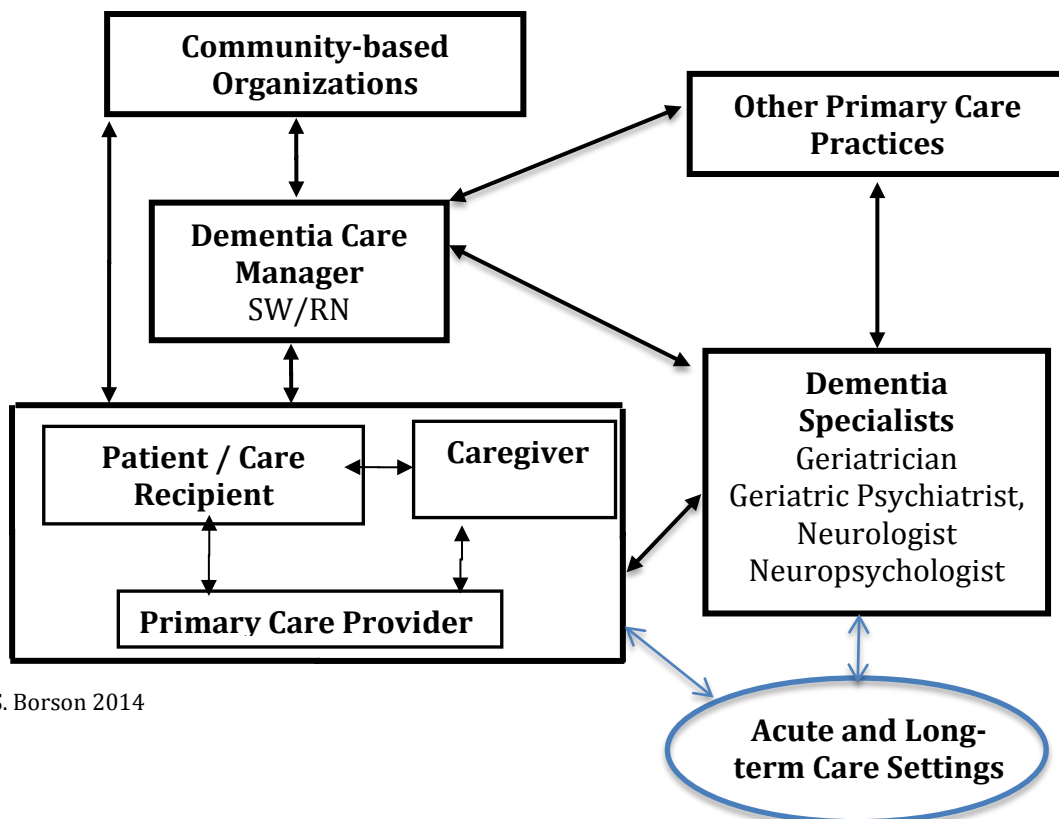 Community-based
Organizations
Other Primary Care
Practices
Dementia Care
Manager
SW/RN
Dementia
Specialists
Geriatrician
Geriatric Psychiatrist,
Neurologist
Neuropsychologist
Patient / Care
Recipient
Caregiver
Primary Care Provider
S. Borson 2014
Acute and Long-
term Care Settings